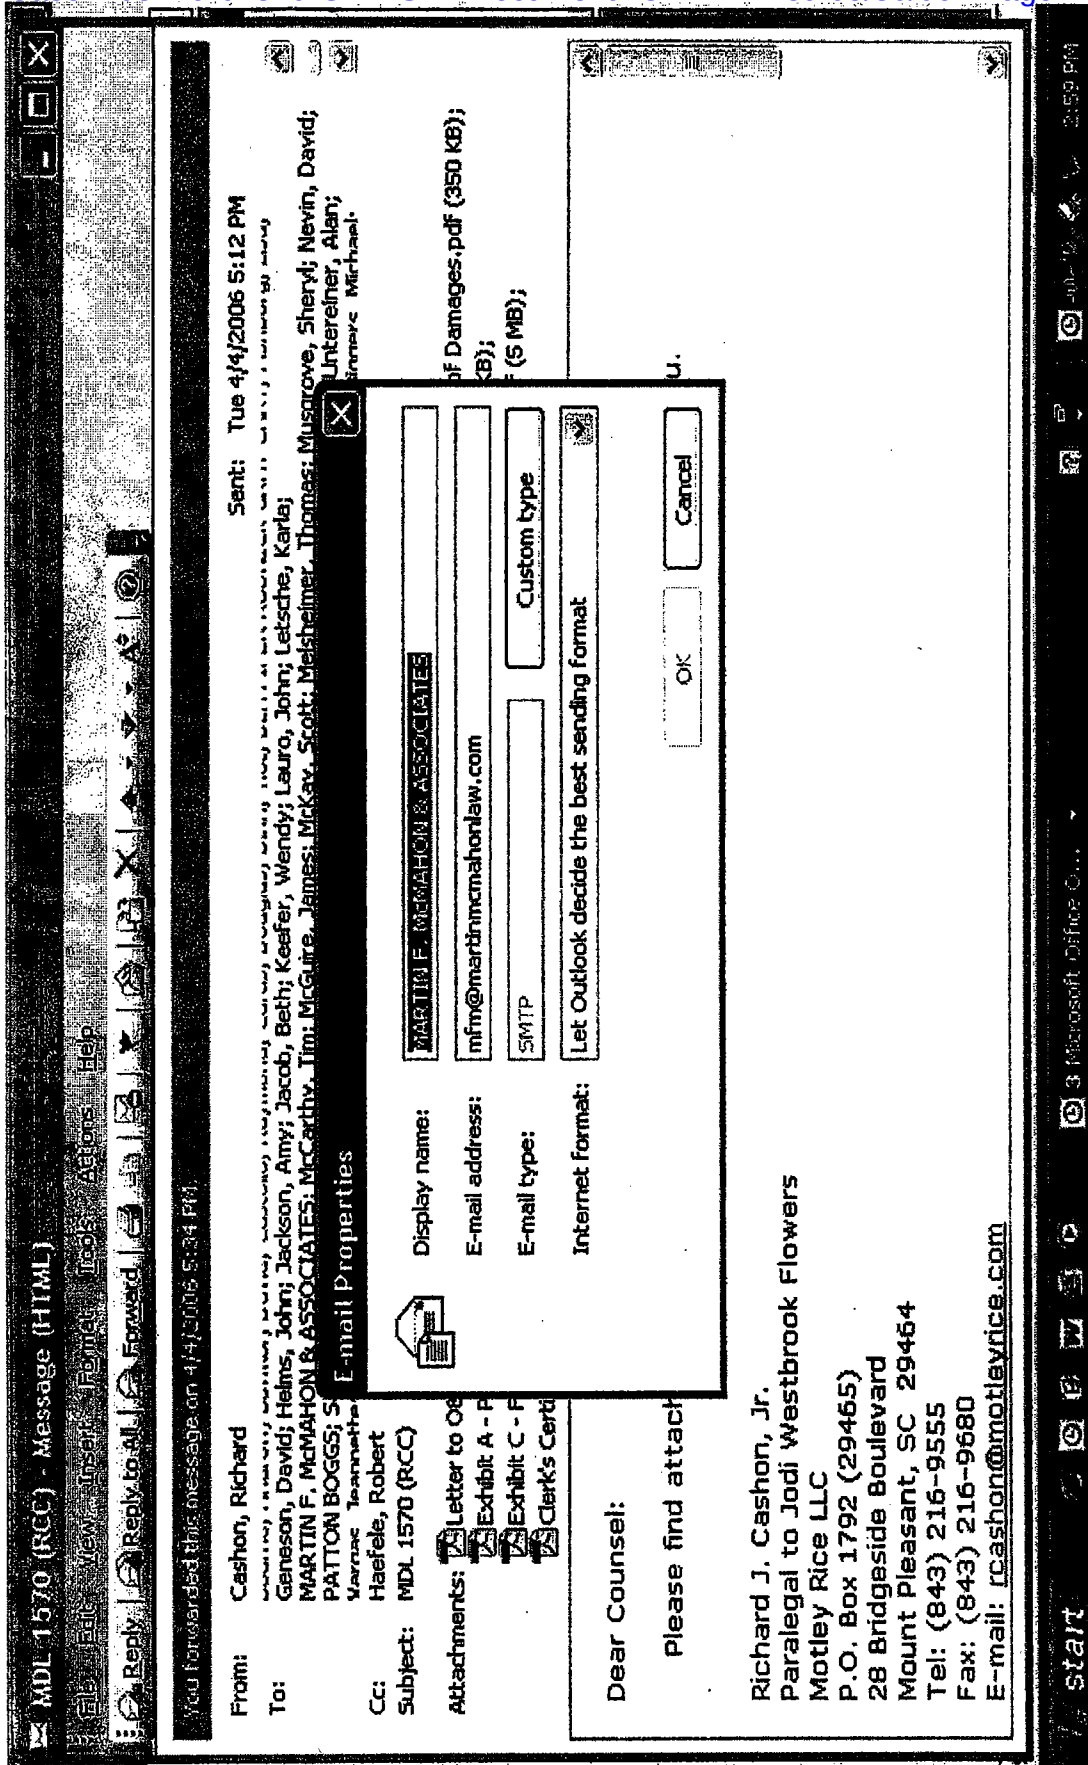 MDL 1570 (RCC) - Message (HTML)
File Edit View Insert Format Tools Actions Help
Reply Reply to All Forward
You forwarded this message on 4/4/2006 5:34 PM.
From: Cashon, Richard Sent: Tue 4/4/2006 5:12 PM
To:
Geneson, David; Helms, John; Jackson, Amy; Jacob, Beth; Keefer, Wendy; Lauro, John; Letsche, Karla;
MARTIN F. McMAHON & ASSOCIATES; McCarthy, Tim; McGuire, James; McKay, Scott; Melsheimer, Thomas; Musgrove, Sheryl; Nevin, David;
PATTON BOGGS; S Untereiner, Alan;
Michael
Cc: Haefele, Robert
Subject: MDL 1570 (RCC)
Attachments: Letter to of Damages.pdf (350 KB);
Exhibit A - KB);
Exhibit C - (5 MB);
Clerk's Certi
E-mail Properties
Display name: MARTIN F. McMAHON & ASSOCIATES
E-mail address: mfm@martinmcmahonlaw.com
E-mail type: SMTP Custom type
Internet format: Let Outlook decide the best sending format
OK Cancel
Dear Counsel:
Please find attach u.
Richard J. Cashon, Jr.
Paralegal to Jodi Westbrook Flowers
Motley Rice LLC
P.O. Box 1792 (29465)
28 Bridgeside Boulevard
Mount Pleasant, SC 29464
Tel: (843) 216-9555
Fax: (843) 216-9680
E-mail: rcashon@motleyrice.com
start 3 Microsoft Office O... 2:59 PM